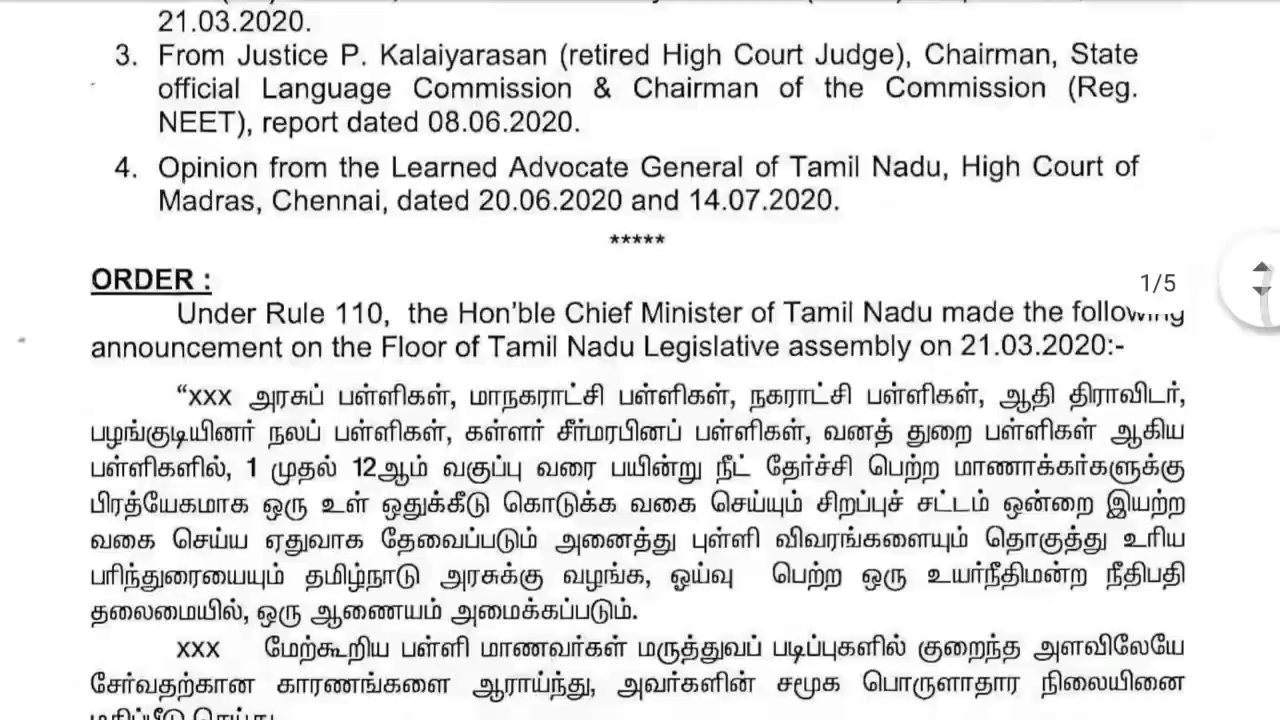 21.03.2020.
3. From Justice P. Kalaiyarasan (retired High Court Judge), Chairman, State
official Language Commission & Chairman of the Commission (Reg.
NEET), report dated 08.06.2020.
4. Opinion from the Learned Advocate General of Tamil Nadu, High Court of
Madras, Chennai, dated 20.06.2020 and 14.07.2020.
*****
ORDER :
1/5
Under Rule 110, the Hon'ble Chief Minister of Tamil Nadu made the following
announcement on the Floor of Tamil Nadu Legislative assembly on 21.03.2020:-
“xxx அரசுப் பள்ளிகள், மாநகராட்சி பள்ளிகள், நகராட்சி பள்ளிகள், ஆதி திராவிடர்,
பழங்குடியினர் நலப் பள்ளிகள், கள்ளர் சீர்மரபினப் பள்ளிகள், வனத் துறை பள்ளிகள் ஆகிய
பள்ளிகளில், 1 முதல் 12ஆம் வகுப்பு வரை பயின்று நீட் தேர்ச்சி பெற்ற மாணாக்கர்களுக்கு
பிரத்யேகமாக ஒரு உள் ஒதுக்கீடு கொடுக்க வகை செய்யும் சிறப்புச் சட்டம் ஒன்றை இயற்ற
வகை செய்ய ஏதுவாக தேவைப்படும் அனைத்து புள்ளி விவரங்களையும் தொகுத்து உரிய
பரிந்துரையையும் தமிழ்நாடு அரசுக்கு வழங்க, ஓய்வு பெற்ற ஒரு உயர்நீதிமன்ற நீதிபதி
தலைமையில், ஒரு ஆணையம் அமைக்கப்படும்.
xxx மேற்கூறிய பள்ளி மாணவர்கள் மருத்துவப் படிப்புகளில் குறைந்த அளவிலேயே
சேர்வதற்கான காரணங்களை ஆராய்ந்து, அவர்களின் சமூக பொருளாதார நிலையினை